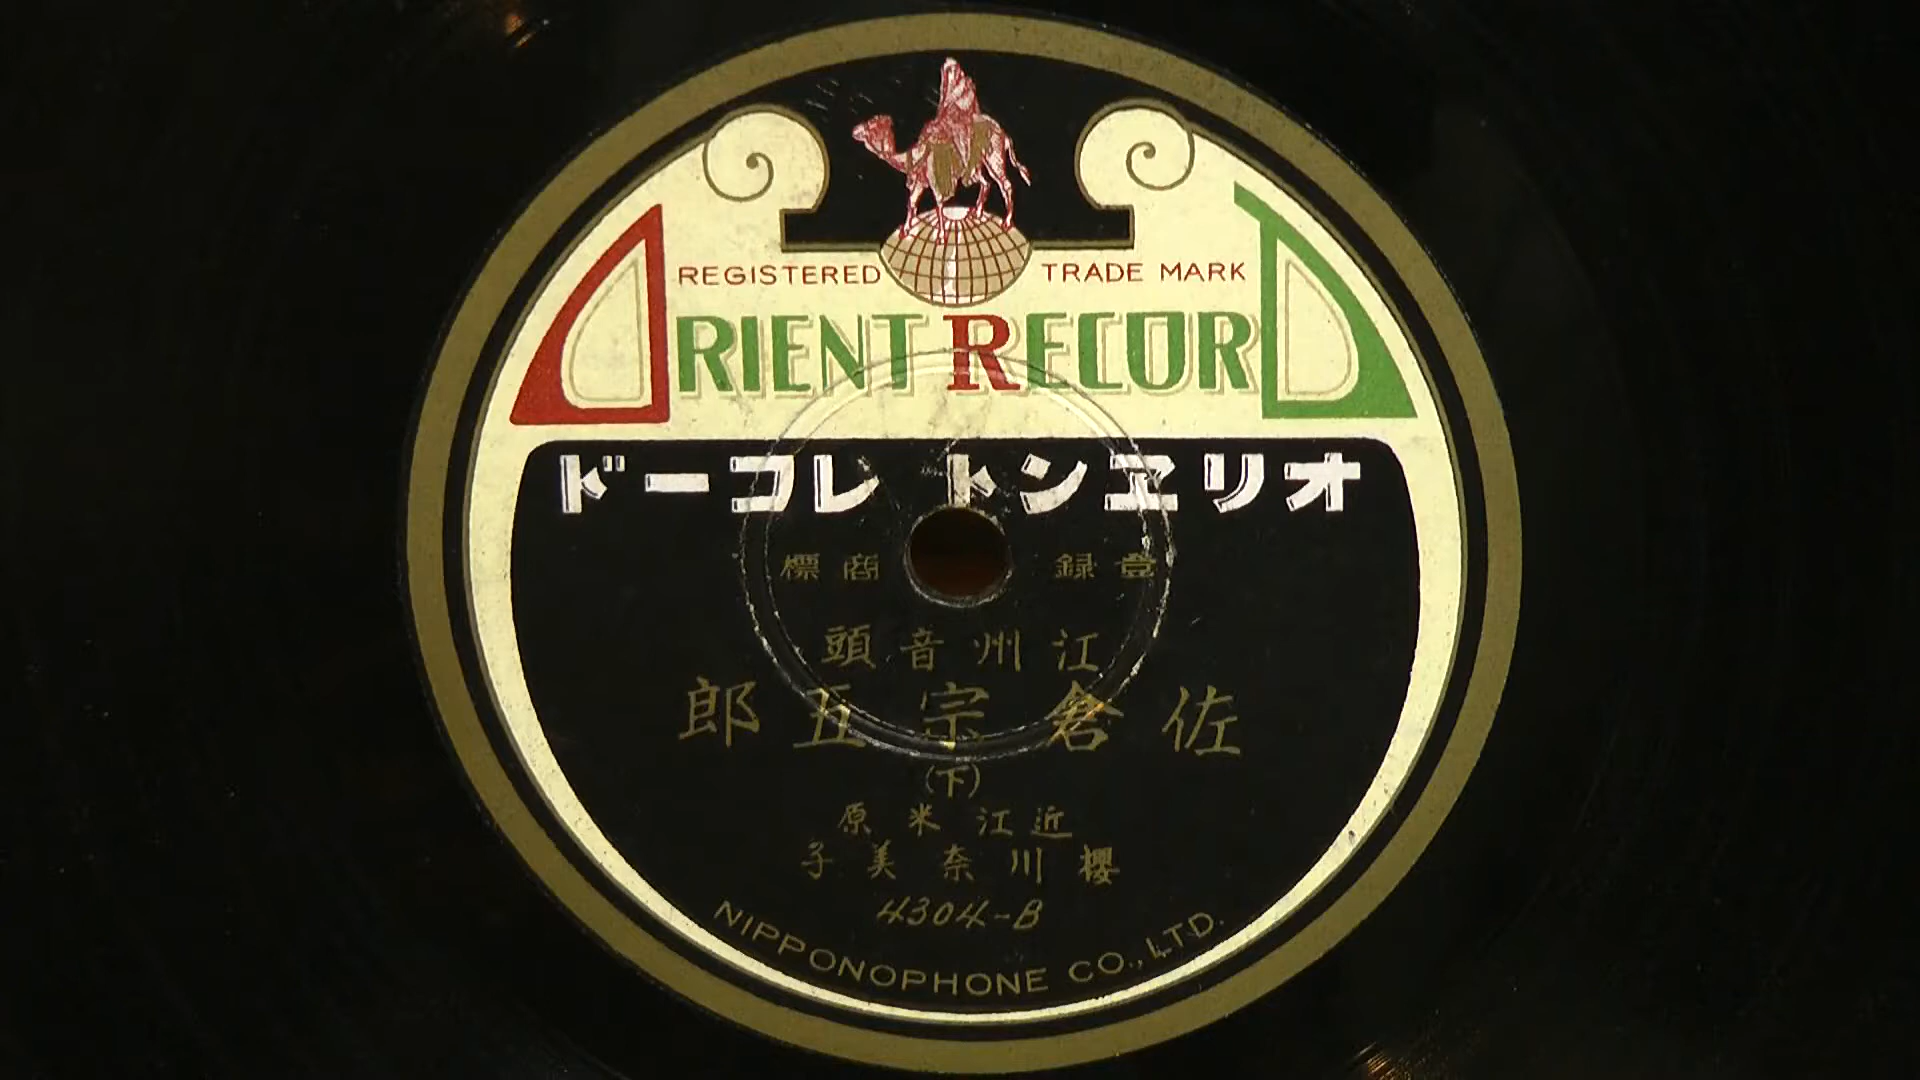 REGISTERED TRADE MARK
ORIENT RECORD
オリヱントレコード
登録商標
江州音頭
佐倉宗五郎
(下)
近江米原
櫻川奈美子
4304-B
NIPPONOPHONE CO., LTD.